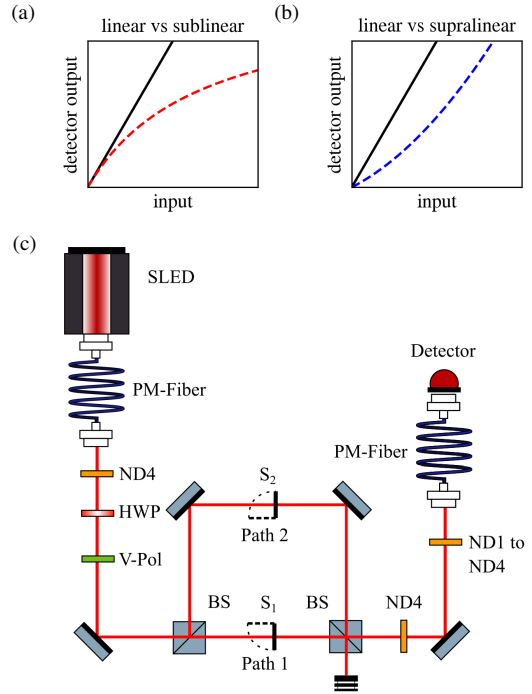 (a)
linear vs sublinear
detector output
input
(b)
linear vs supralinear
detector output
input
(c)
SLED
PM-Fiber
ND4
HWP
V-Pol
Detector
PM-Fiber
ND1 to
ND4
S₂
Path 2
BS
S₁
Path 1
BS
ND4